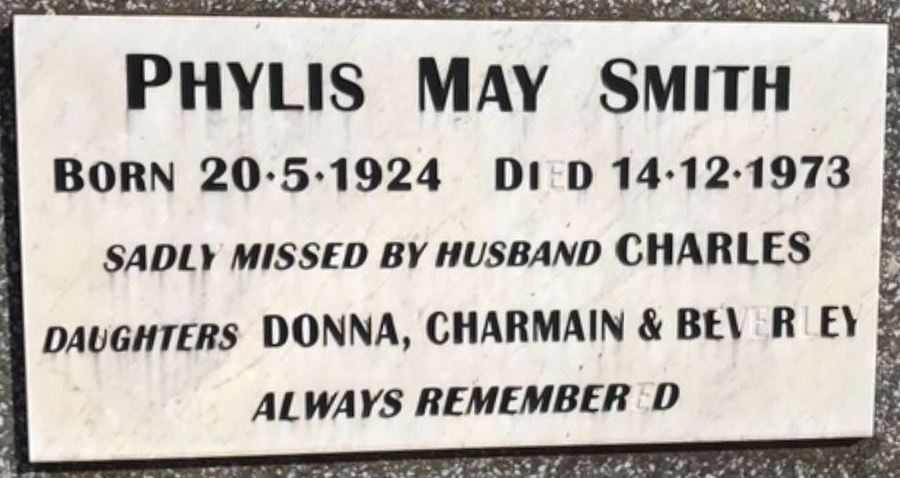 PHYLIS MAY SMITH
BORN 20·5·1924 DIED 14·12·1973
SADLY MISSED BY HUSBAND CHARLES
DAUGHTERS DONNA, CHARMAIN & BEVERLEY
ALWAYS REMEMBERED